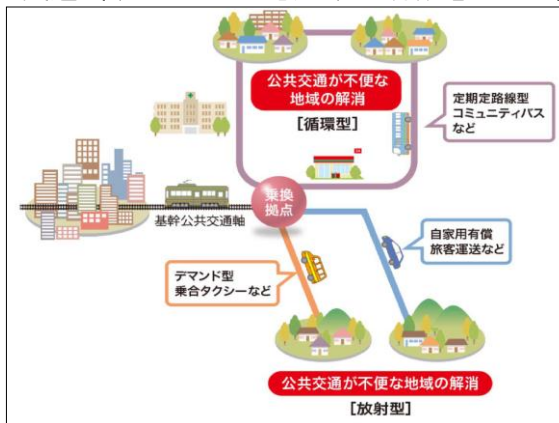 公共交通が不便な
地域の解消
[循環型]
定期定路線型
コミュニティバス
など
乗換
拠点
基幹公共交通軸
自家用有償
旅客運送など
デマンド型
乗合タクシーなど
公共交通が不便な地域の解消
[放射型]